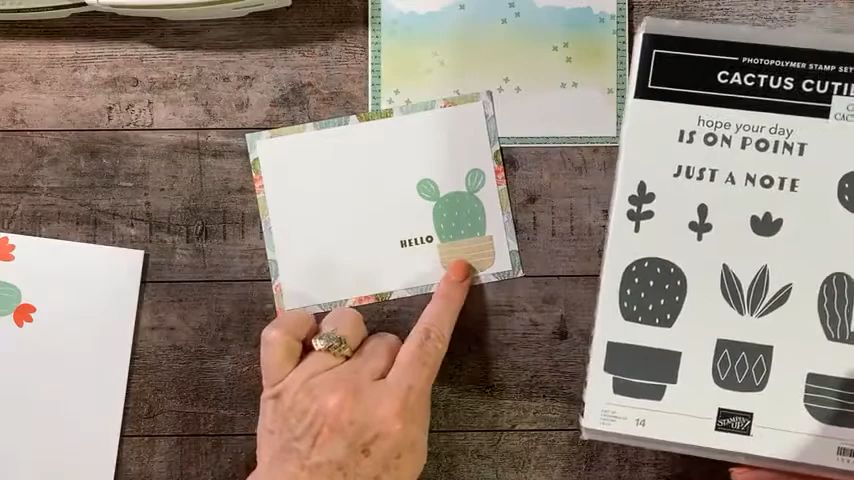 PHOTOPOLYMER STAMP SET
CACTUS CUTIE
hope your day
IS ON POINT
JUST A NOTE
HELLO
14
STAMPIN' UP!